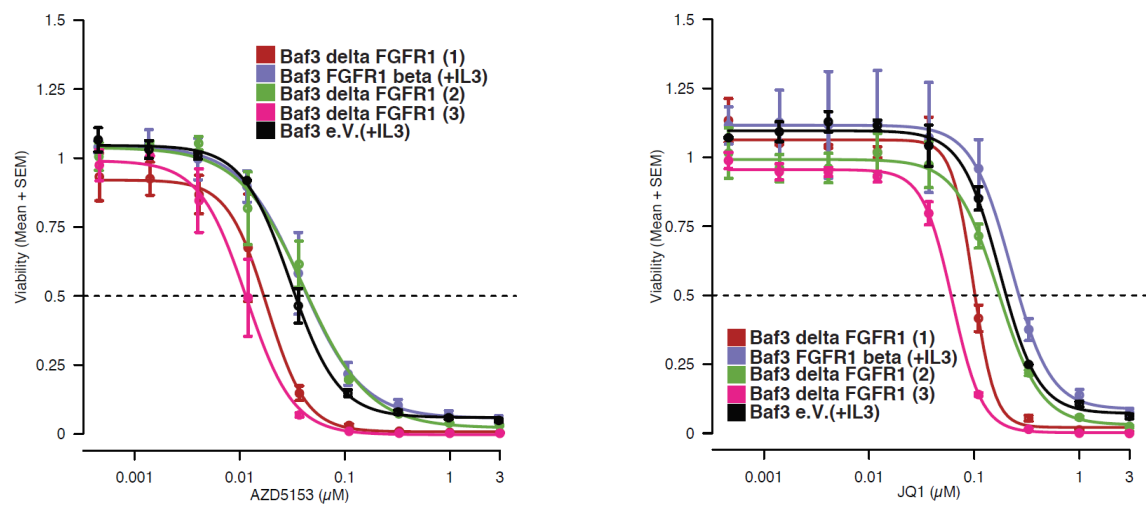 1.5
1.25
1
0.75
0.5
0.25
0
Viability (Mean + SEM)
Baf3 delta FGFR1 (1)
Baf3 FGFR1 beta (+IL3)
Baf3 delta FGFR1 (2)
Baf3 delta FGFR1 (3)
Baf3 e.V.(+IL3)
0.001
0.01
0.1
1
3
AZD5153 (µM)
1.5
1.25
1
0.75
0.5
0.25
0
Viability (Mean + SEM)
Baf3 delta FGFR1 (1)
Baf3 FGFR1 beta (+IL3)
Baf3 delta FGFR1 (2)
Baf3 delta FGFR1 (3)
Baf3 e.V.(+IL3)
0.001
0.01
0.1
1
3
JQ1 (µM)